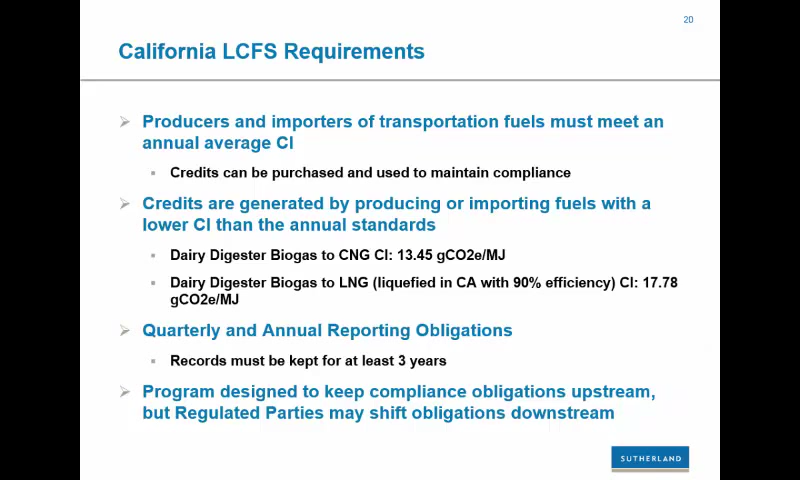 20
California LCFS Requirements
Producers and importers of transportation fuels must meet an
annual average CI
Credits can be purchased and used to maintain compliance
Credits are generated by producing or importing fuels with a
lower CI than the annual standards
Dairy Digester Biogas to CNG CI: 13.45 gCO2e/MJ
Dairy Digester Biogas to LNG (liquefied in CA with 90% efficiency) CI: 17.78
gCO2e/MJ
Quarterly and Annual Reporting Obligations
Records must be kept for at least 3 years
Program designed to keep compliance obligations upstream,
but Regulated Parties may shift obligations downstream
SUTHERLAND